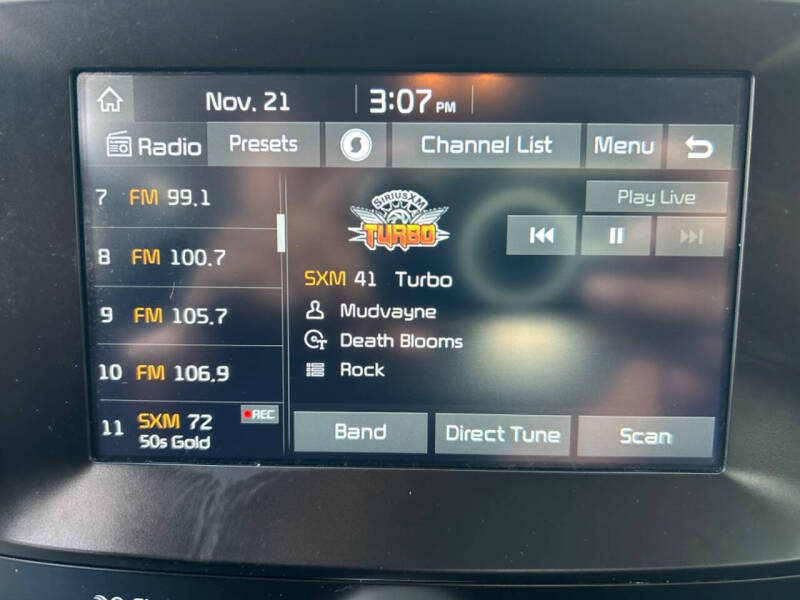 Nov. 21 3:07 PM
Radio Presets Channel List Menu
7 FM 99.1
8 FM 100.7
9 FM 105.7
10 FM 106.9
11 SXM 72
50s Gold
REC
SIRIUSXM
TURBO
Play Live
SXM 41 Turbo
Mudvayne
Death Blooms
Rock
Band Direct Tune Scan